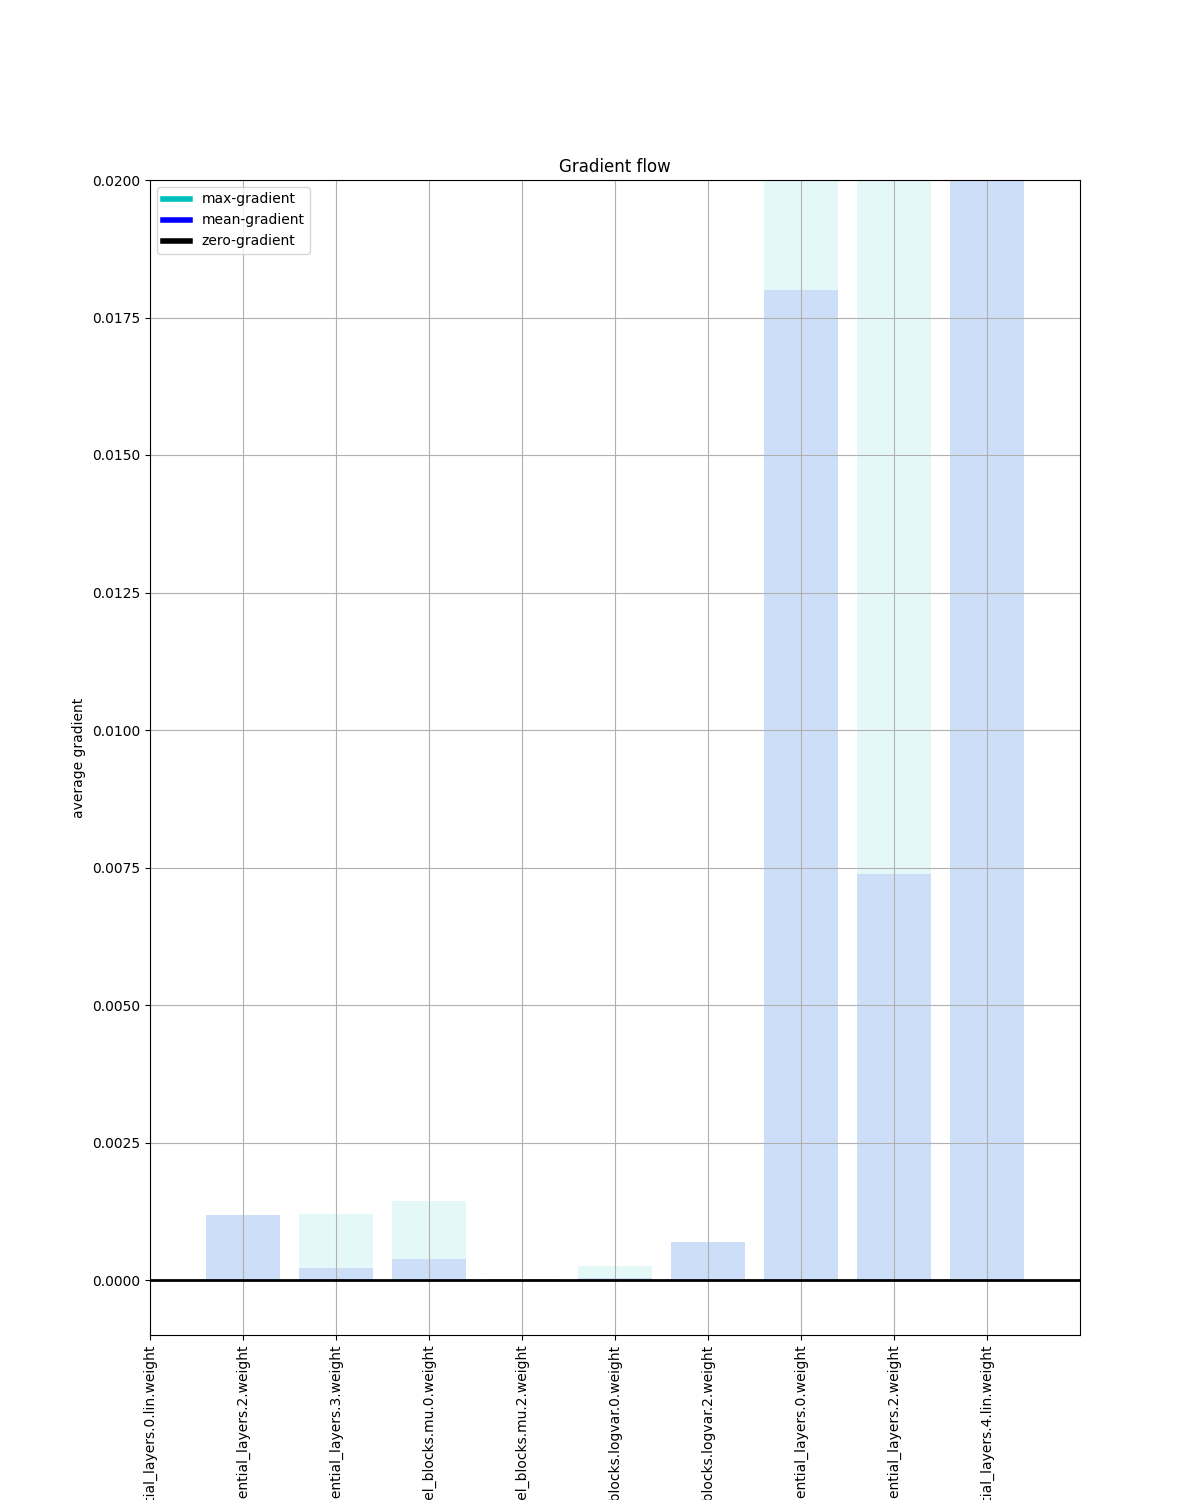 Gradient flow
max-gradient
mean-gradient
zero-gradient
0.0200
0.0175
0.0150
0.0125
0.0100
0.0075
0.0050
0.0025
0.0000
average gradient
tial_layers.0.lin.weight
ential_layers.2.weight
ential_layers.3.weight
el_blocks.mu.0.weight
el_blocks.mu.2.weight
blocks.logvar.0.weight
blocks.logvar.2.weight
ential_layers.0.weight
ential_layers.2.weight
tial_layers.4.lin.weight